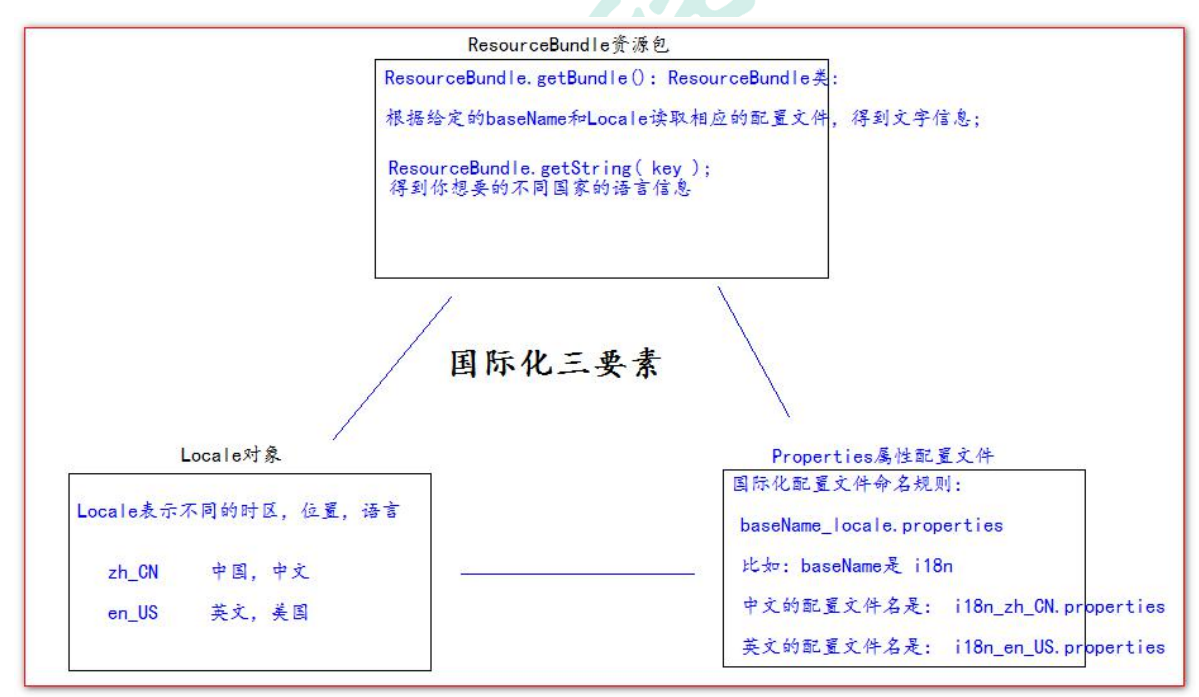 ResourceBundle资源包
ResourceBundle.getBundle(): ResourceBundle类:
根据给定的baseName和Locale读取相应的配置文件, 得到文字信息;
ResourceBundle.getString( key );
得到你想要的不同国家的语言信息
国际化三要素
Locale对象
Locale表示不同的时区, 位置, 语言
zh_CN 中国, 中文
en_US 英文, 美国
Properties属性配置文件
国际化配置文件命名规则:
baseName_locale.properties
比如: baseName是 i18n
中文的配置文件名是: i18n_zh_CN.properties
英文的配置文件名是: i18n_en_US.properties